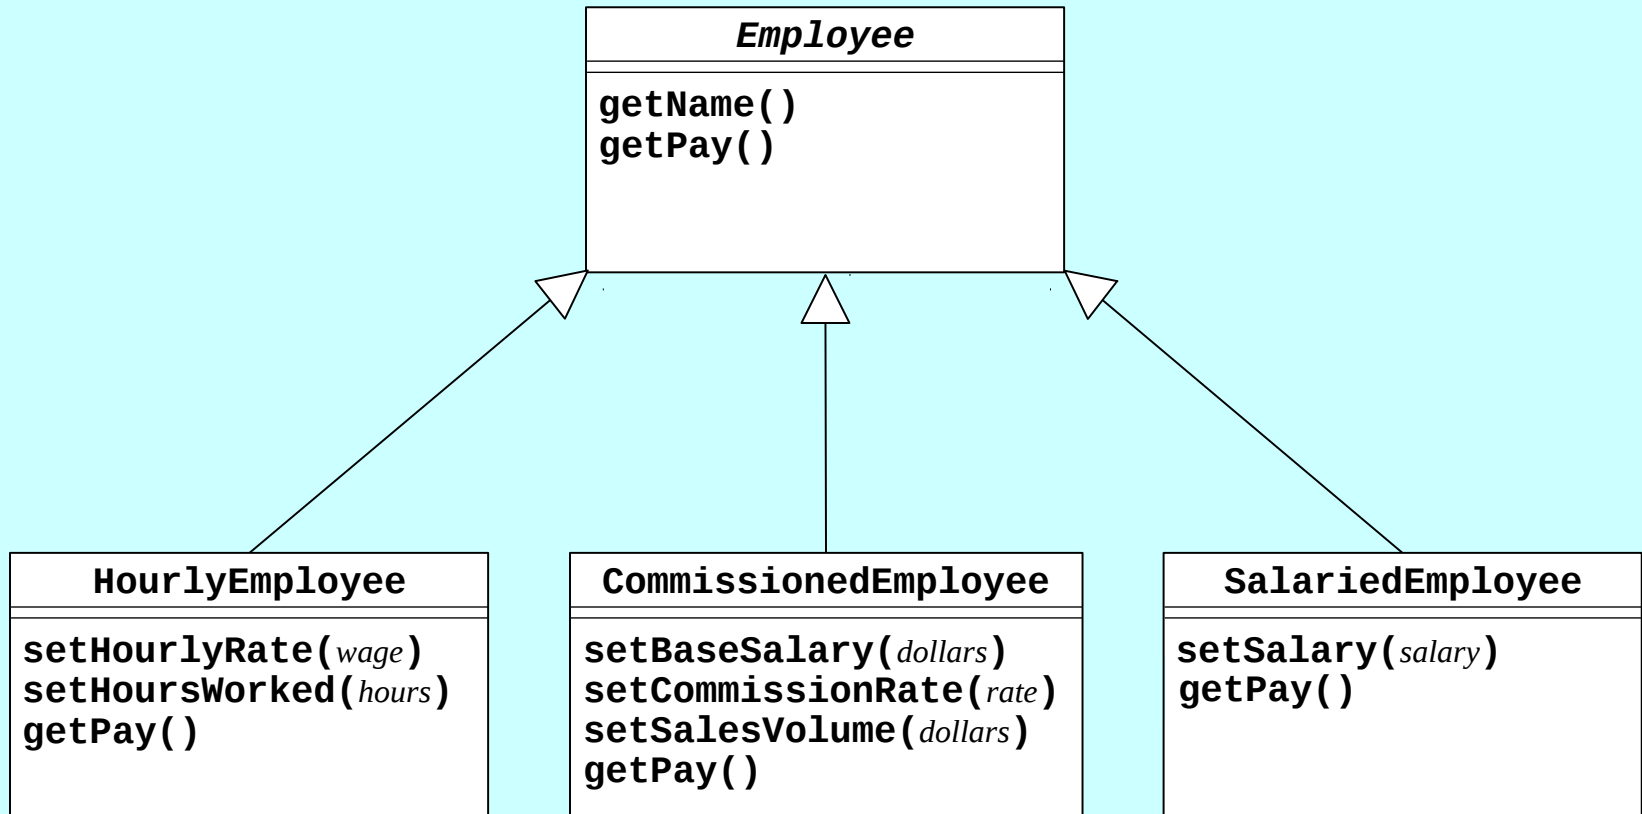 Employee
getName()
getPay()
HourlyEmployee
setHourlyRate(wage)
setHoursWorked(hours)
getPay()
CommissionedEmployee
setBaseSalary(dollars)
setCommissionRate(rate)
setSalesVolume(dollars)
getPay()
SalariedEmployee
setSalary(salary)
getPay()